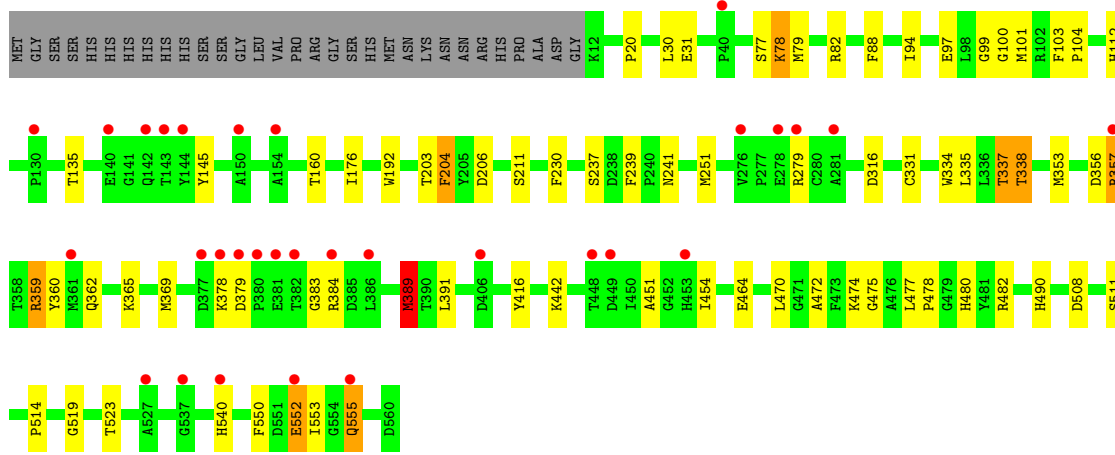 MET GLY SER SER HIS HIS HIS HIS HIS HIS SER SER GLY LEU VAL PRO ARG GLY SER HIS MET ASN LYS ASN ASN ARG HIS PRO ALA ASP GLY K12 P20 L30 E31 P40 S77 K78 M79 R82 F88 I94 E97 L98 G99 G100 M101 R102 F103 P104 H112
P130 T135 E140 G141 Q142 T143 Y144 Y145 A150 A154 T160 I176 W192 T203 F204 Y205 D206 S211 F230 S237 D238 F239 P240 N241 M251 V276 P277 E278 R279 C280 A281 D316 C331 W334 L335 L336 T337 T338 M353 D356 R357
T358 R359 Y360 M361 Q362 K365 M369 D377 K378 D379 P380 E381 T382 G383 R384 D385 L386 M389 T390 L391 D406 Y416 K442 T448 D449 I450 A451 G452 H453 I454 E464 L470 G471 A472 F473 K474 G475 A476 L477 P478 G479 H480 Y481 R482 H490 D508 S511
P514 G519 T523 A527 G537 H540 F550 D551 E552 I553 G554 Q555 D560